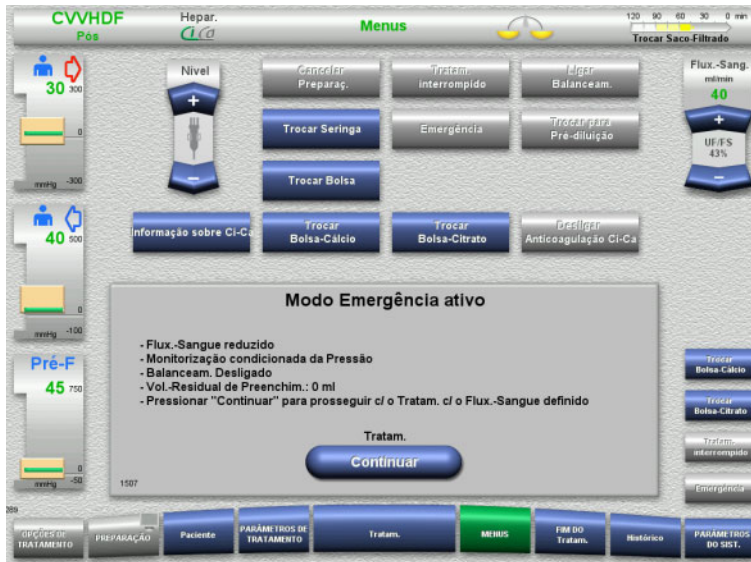 CVVHDF
Pós
Hepar.
CiCa
Menus
120 90 60 30 0 min
Trocar Saco-Filtrado
30
300
0
mmHg -300
40
500
0
mmHg -100
Pré-F
45
750
0
mmHg -50
Nível
+
−
Cancelar
Preparaç.
Tratam.
interrompido
Ligar
Balanceam.
Trocar Seringa
Emergência
Trocar para
Pré-diluição
Trocar Bolsa
Informação sobre Ci-Ca
Trocar
Bolsa-Cálcio
Trocar
Bolsa-Citrato
Desligar
Anticoagulação Ci-Ca
Flux.-Sang.
ml/min
40
+
UF/FS
43%
−
Modo Emergência ativo
- Flux.-Sangue reduzido
- Monitorização condicionada da Pressão
- Balanceam. Desligado
- Vol.-Residual de Preenchim.: 0 ml
- Pressionar "Continuar" para prosseguir c/ o Tratam. c/ o Flux.-Sangue definido
Tratam.
Continuar
1507
Trocar
Bolsa-Cálcio
Trocar
Bolsa-Citrato
Tratam.
interrompido
Emergência
289
OPÇÕES DE
TRATAMENTO
PREPARAÇÃO
Paciente
PARÂMETROS DE
TRATAMENTO
Tratam.
MENUS
FIM DO
Tratam.
Histórico
PARÂMETROS
DO SIST.